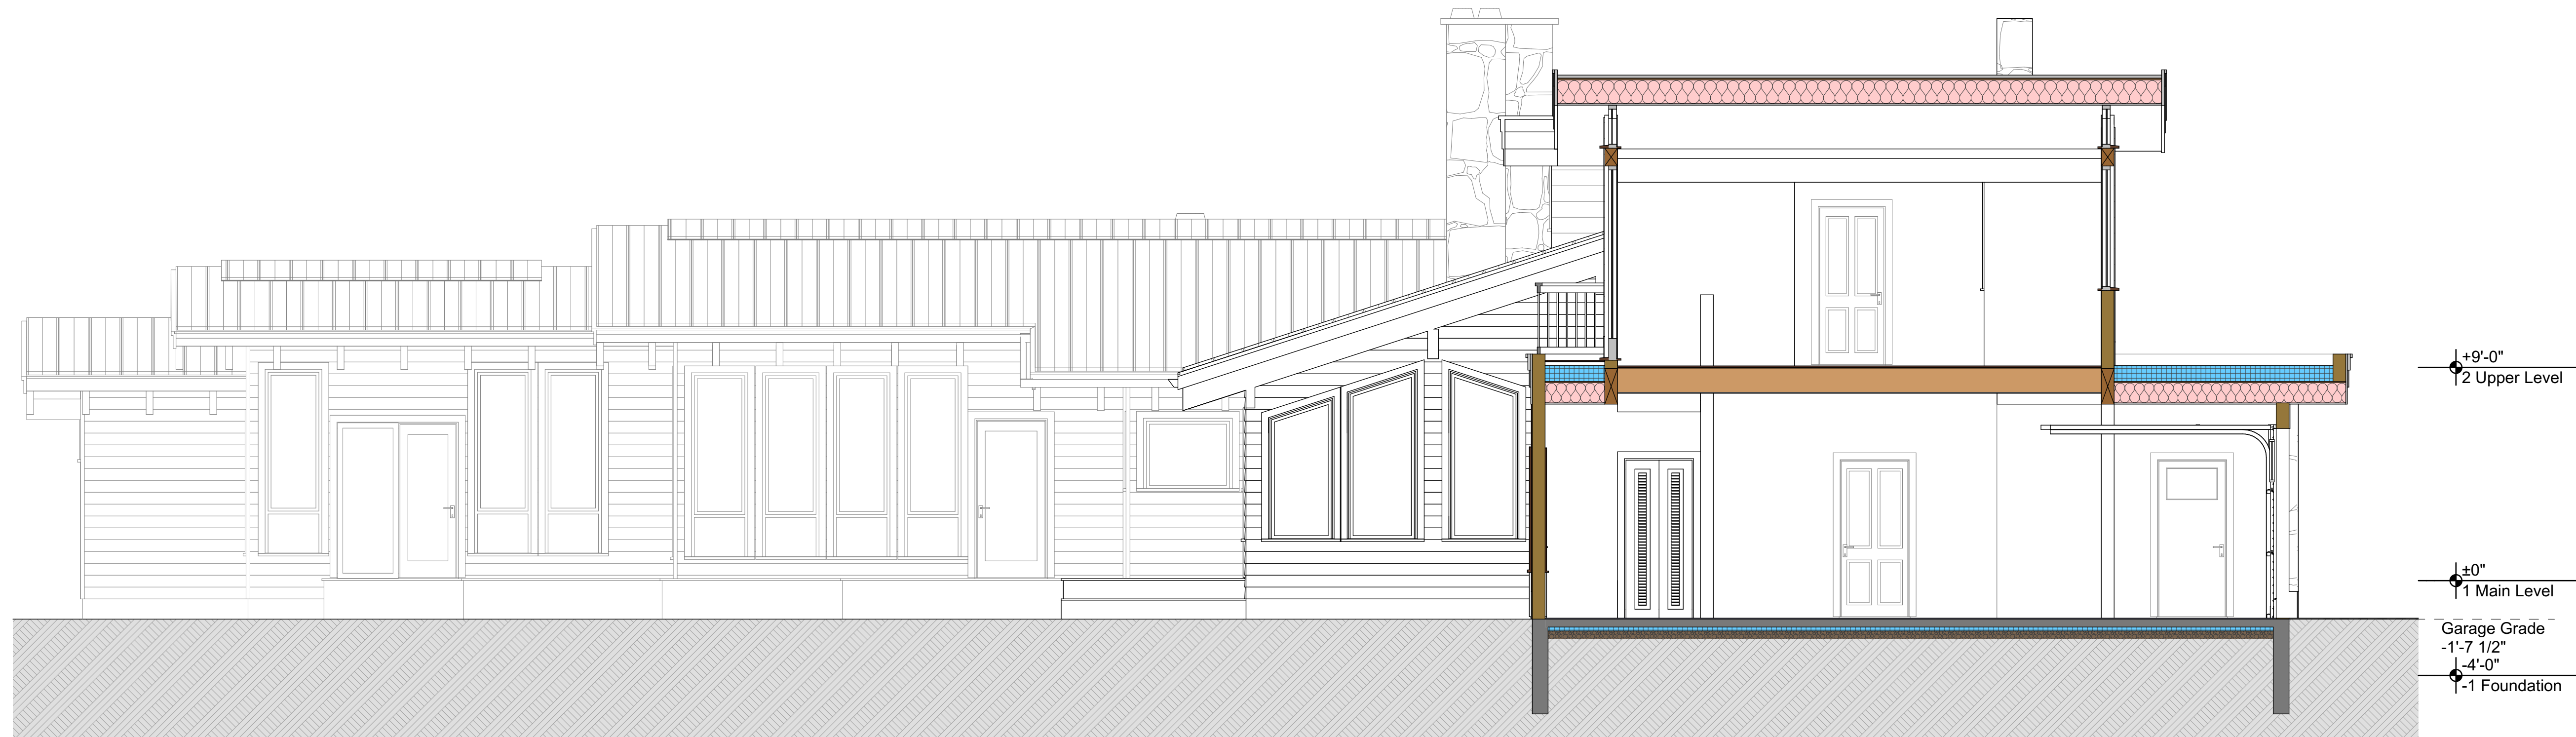 +9'-0"
2 Upper Level
±0"
1 Main Level
Garage Grade
-1'-7 1/2"
-4'-0"
-1 Foundation